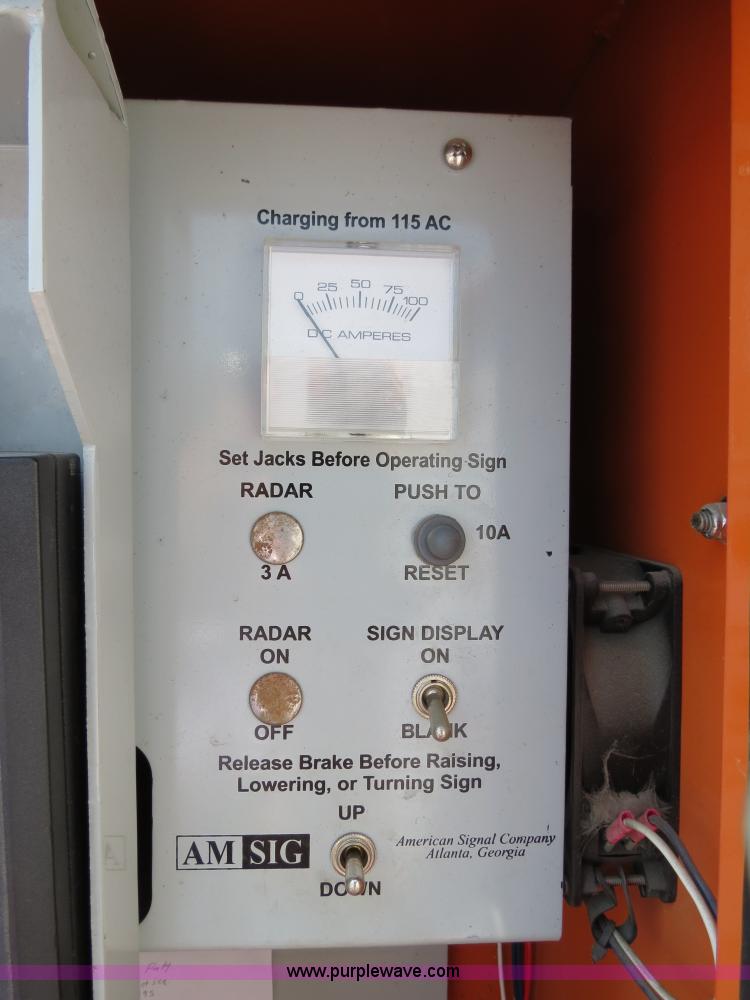 Charging from 115 AC
0 25 50 75 100
DC AMPERES
Set Jacks Before Operating Sign
RADAR PUSH TO
10A
3 A RESET
RADAR SIGN DISPLAY
ON ON
OFF BLANK
Release Brake Before Raising,
Lowering, or Turning Sign
UP
AM SIG American Signal Company
Atlanta, Georgia
DOWN
www.purplewave.com